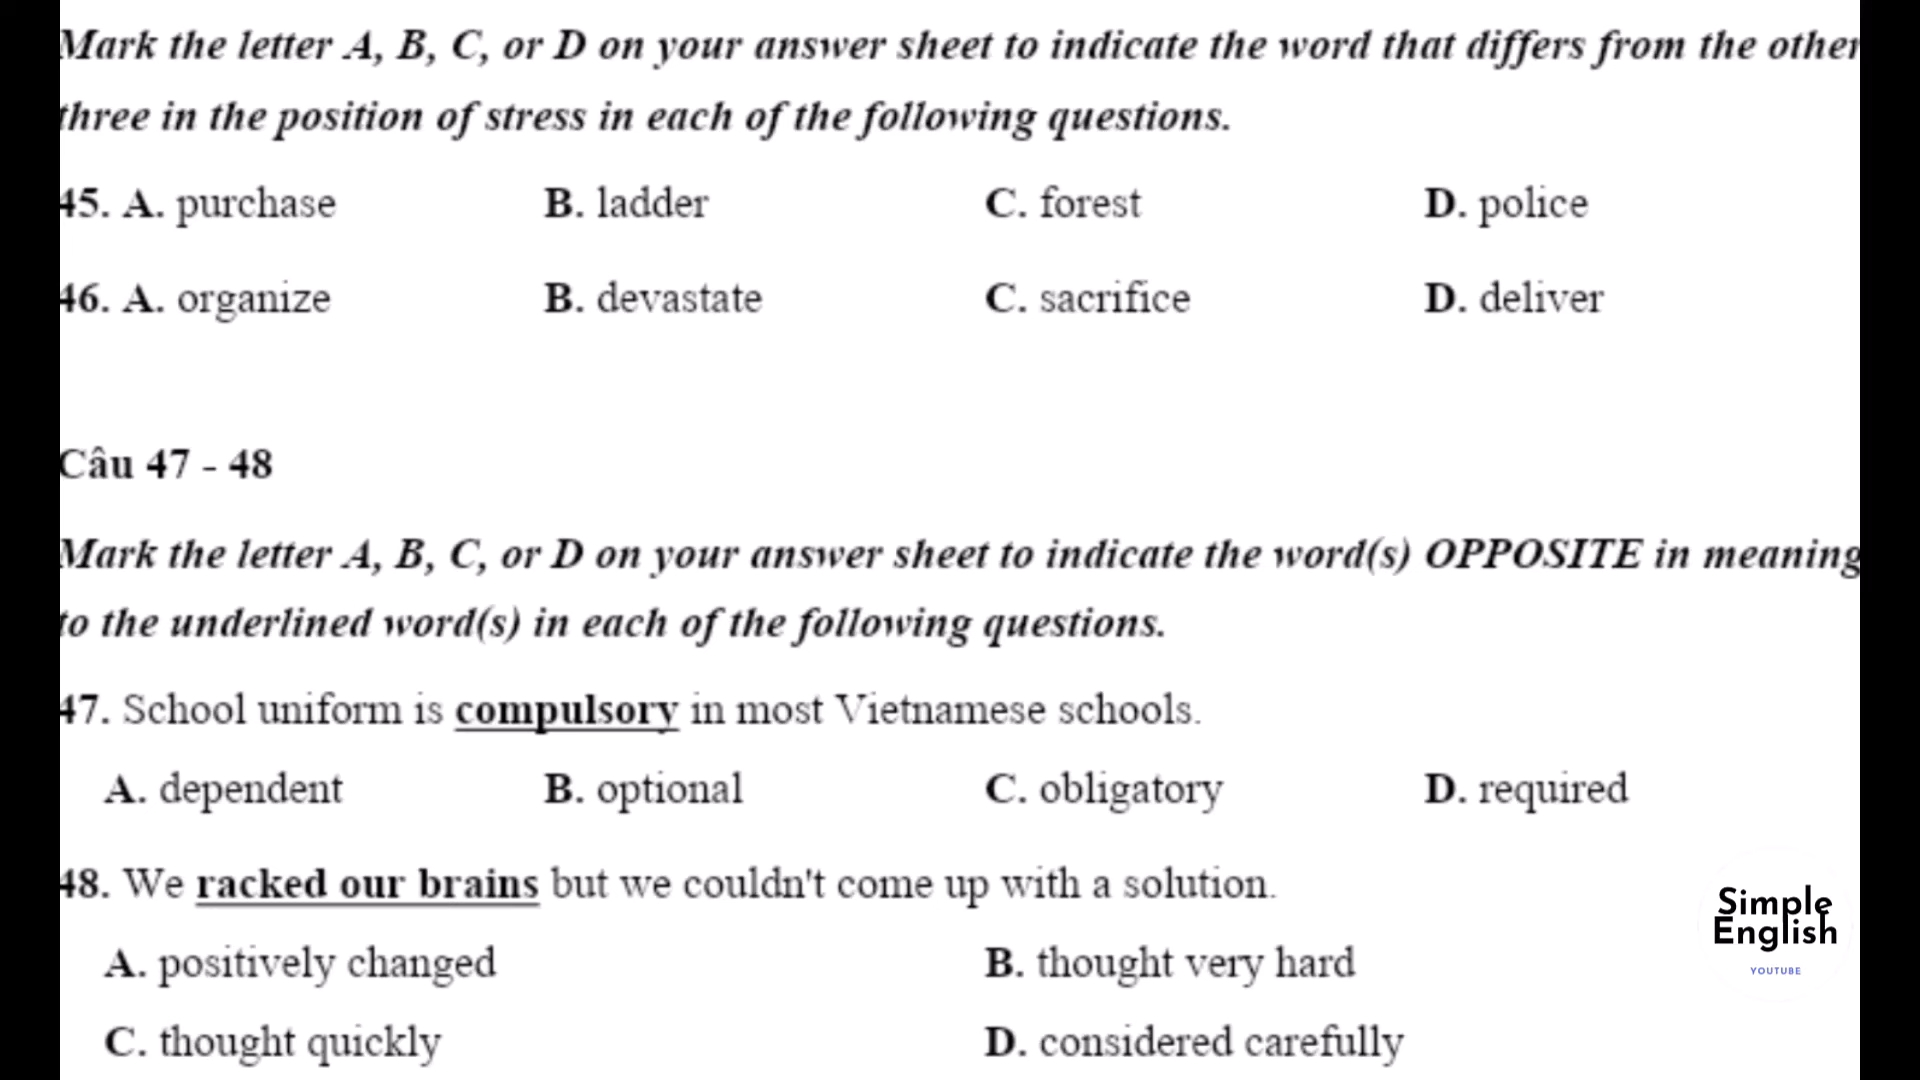 Mark the letter A, B, C, or D on your answer sheet to indicate the word that differs from the other
three in the position of stress in each of the following questions.
45. A. purchase B. ladder C. forest D. police
46. A. organize B. devastate C. sacrifice D. deliver
Câu 47 - 48
Mark the letter A, B, C, or D on your answer sheet to indicate the word(s) OPPOSITE in meaning
to the underlined word(s) in each of the following questions.
47. School uniform is compulsory in most Vietnamese schools.
A. dependent B. optional C. obligatory D. required
48. We racked our brains but we couldn't come up with a solution.
A. positively changed B. thought very hard
C. thought quickly D. considered carefully
Simple
English
YOUTUBE